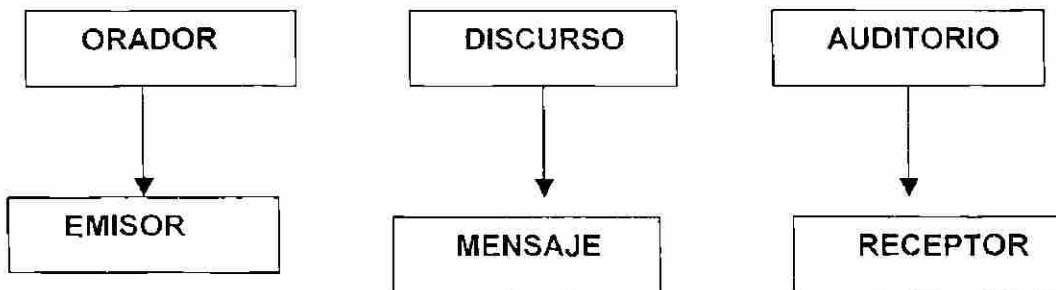 ORADOR
DISCURSO
AUDITORIO
EMISOR
MENSAJE
RECEPTOR